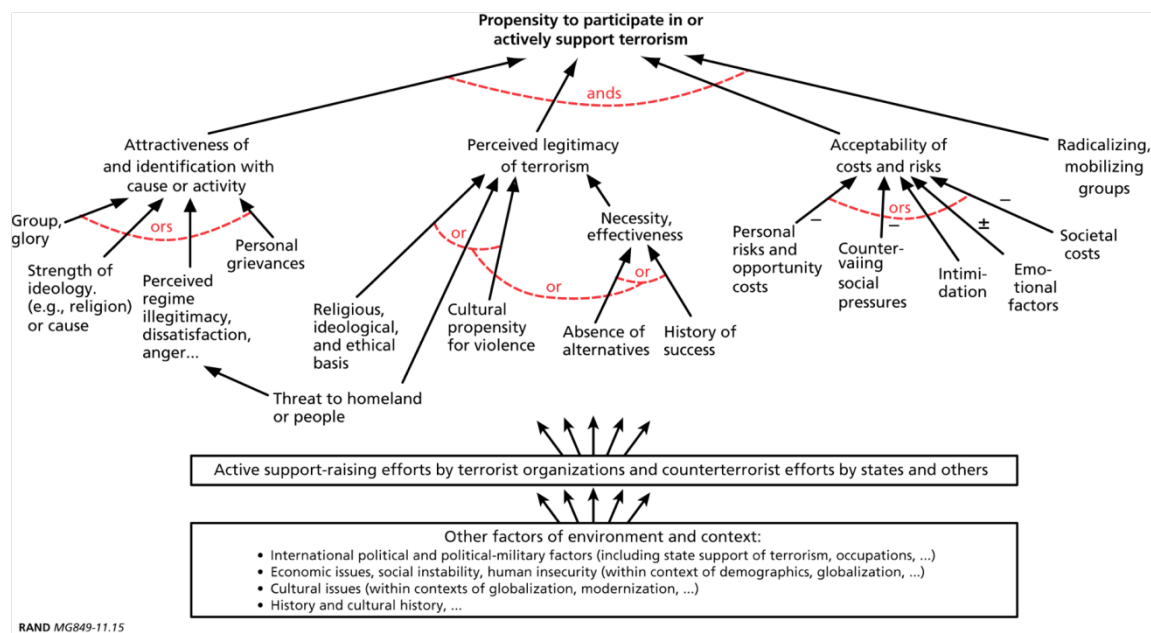 Propensity to participate in or
actively support terrorism
ands
Attractiveness of
and identification with
cause or activity
Perceived legitimacy
of terrorism
Acceptability of
costs and risks
Radicalizing,
mobilizing
groups
Group,
glory
ors
Strength of
ideology.
(e.g., religion)
or cause
Perceived
regime
illegitimacy,
dissatisfaction,
anger...
Personal
grievances
Threat to homeland
or people
or
Religious,
ideological,
and ethical
basis
Cultural
propensity
for violence
or
Necessity,
effectiveness
or
Absence of
alternatives
History of
success
ors
–
Personal
risks and
opportunity
costs
–
Counter-
vaiing
social
pressures
Intimi-
dation
±
Emo-
tional
factors
–
Societal
costs
Active support-raising efforts by terrorist organizations and counterterrorist efforts by states and others
Other factors of environment and context:
• International political and political-military factors (including state support of terrorism, occupations, ...)
• Economic issues, social instability, human insecurity (within context of demographics, globalization, ...)
• Cultural issues (within contexts of globalization, modernization, ...)
• History and cultural history, ...
RAND MG849-11.15